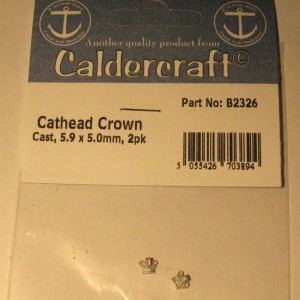 Another quality product from
Caldercraft©
Part No: B2326
Cathead Crown
Cast, 5.9 x 5.0mm, 2pk
5 055426 703894